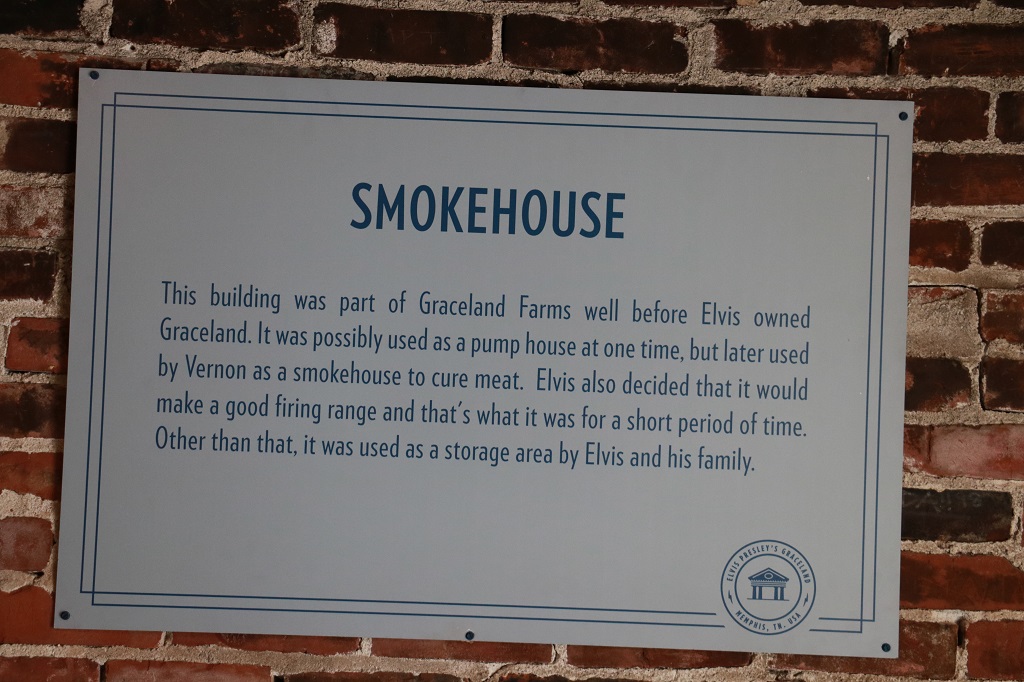 SMOKEHOUSE
This building was part of Graceland Farms well before Elvis owned
Graceland. It was possibly used as a pump house at one time, but later used
by Vernon as a smokehouse to cure meat. Elvis also decided that it would
make a good firing range and that's what it was for a short period of time.
Other than that, it was used as a storage area by Elvis and his family.
ELVIS PRESLEY'S GRACELAND
MEMPHIS, TN, USA